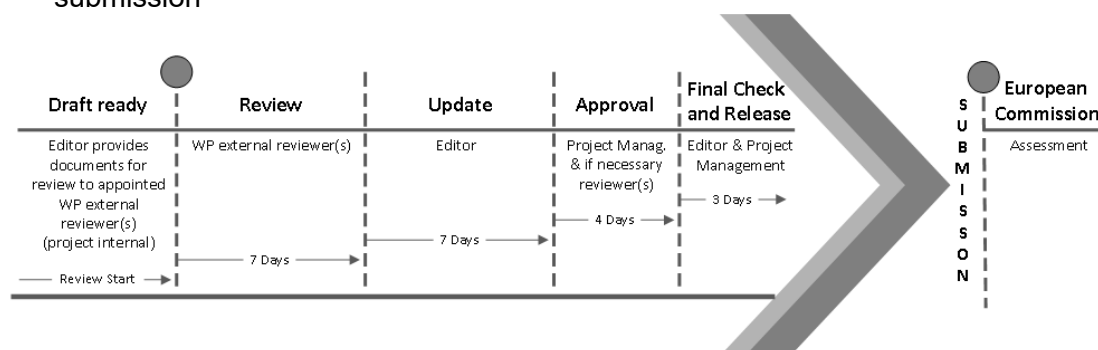 submission
Draft ready
Editor provides
documents for
review to appointed
WP external
reviewer(s)
(project internal)
Review Start
Review
WP external reviewer(s)
7 Days
Update
Editor
7 Days
Approval
Project Manag.
& if necessary
reviewer(s)
4 Days
Final Check
and Release
Editor & Project
Management
3 Days
S
U
B
M
I
S
S
O
N
European
Commission
Assessment